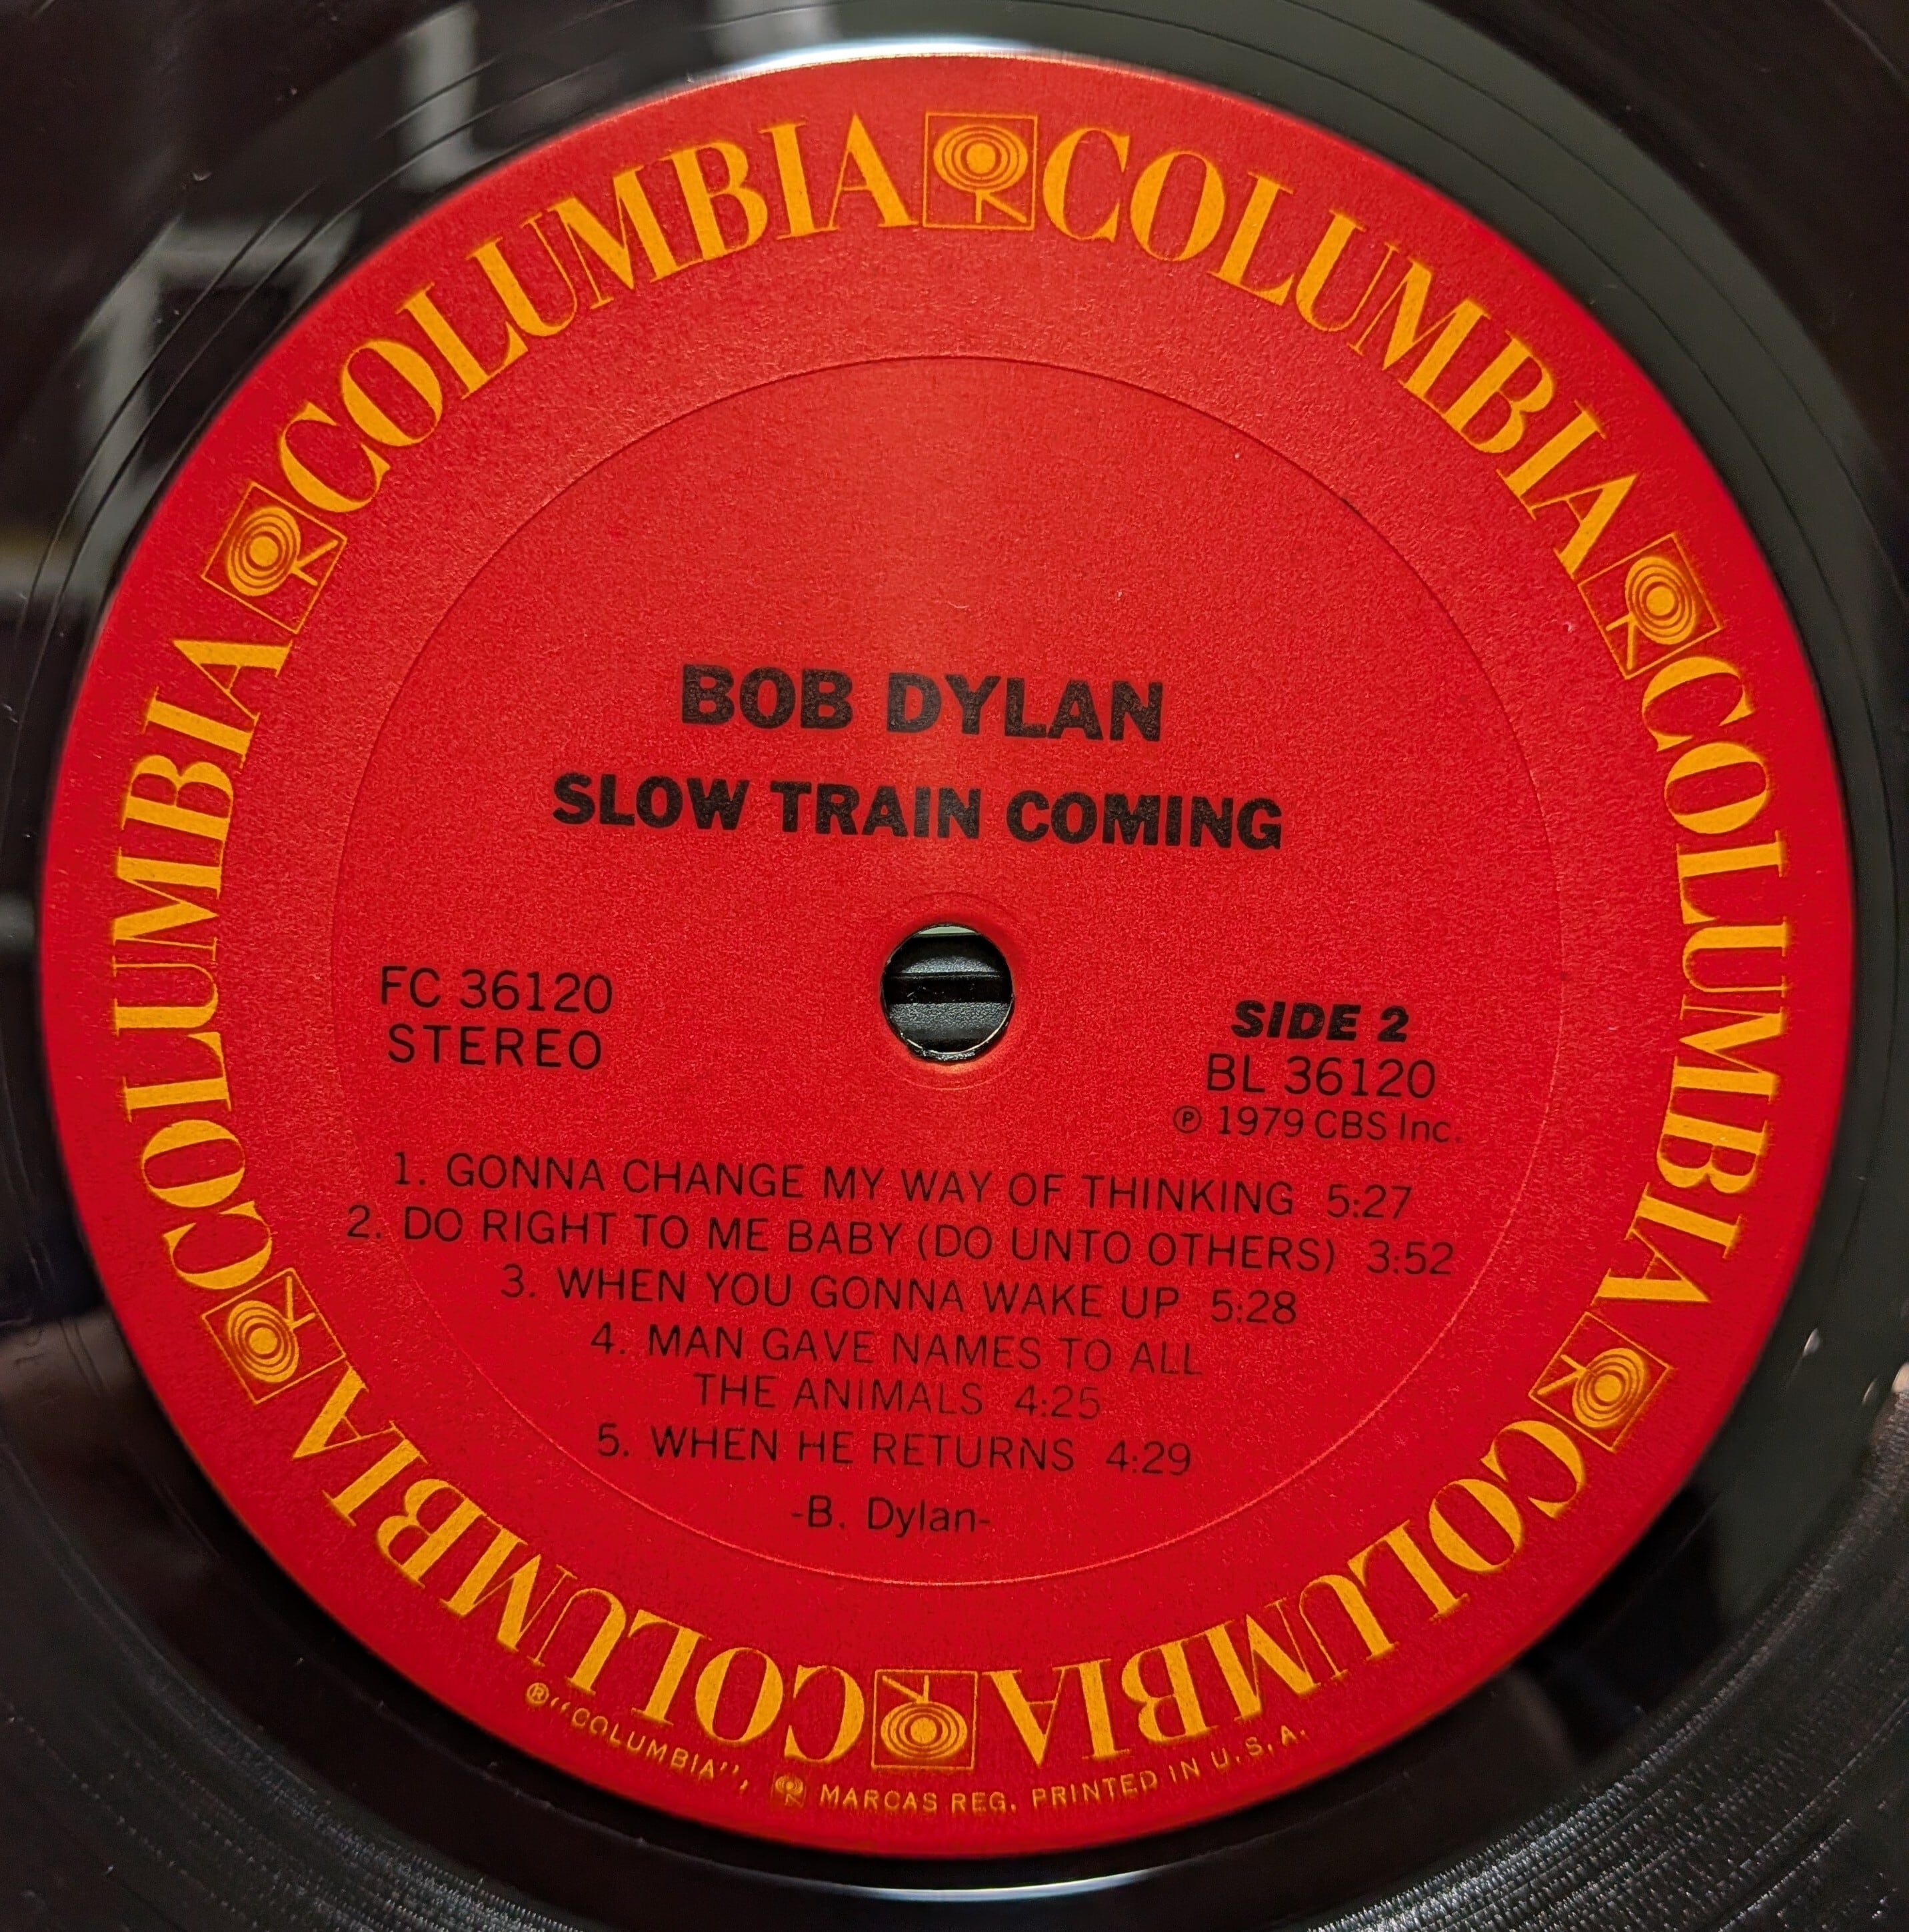 COLUMBIA COLUMBIA COLUMBIA COLUMBIA COLUMBIA COLUMBIA
BOB DYLAN
SLOW TRAIN COMING
FC 36120
STEREO
SIDE 2
BL 36120
℗ 1979 CBS Inc.
1. GONNA CHANGE MY WAY OF THINKING 5:27
2. DO RIGHT TO ME BABY (DO UNTO OTHERS) 3:52
3. WHEN YOU GONNA WAKE UP 5:28
4. MAN GAVE NAMES TO ALL
THE ANIMALS 4:25
5. WHEN HE RETURNS 4:29
-B. Dylan-
® "COLUMBIA", MARCAS REG. PRINTED IN U.S.A.